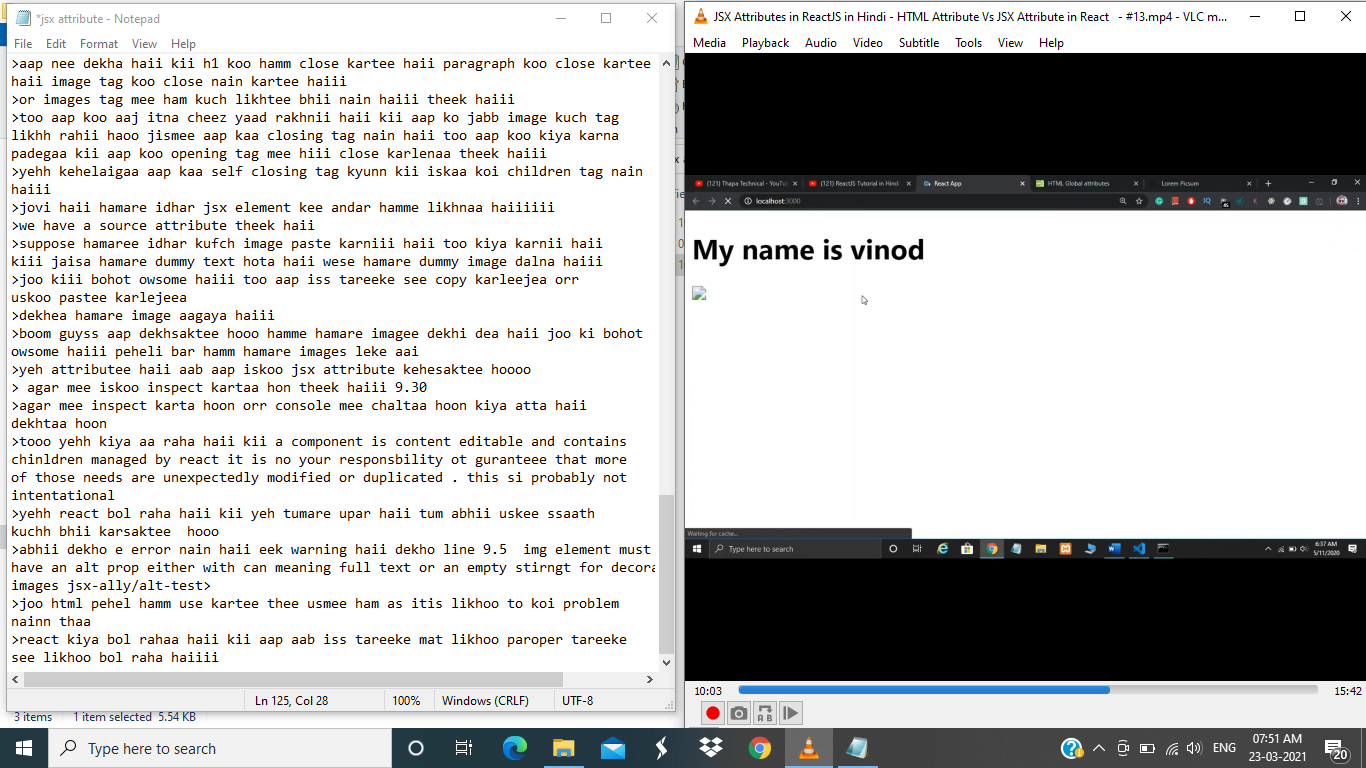 *jsx attribute - Notepad
File Edit Format View Help
>aap nee dekha haii kii h1 koo hamm close kartee haii paragraph koo close kartee
haii image tag koo close nain kartee haiii
>or images tag mee ham kuch likhtee bhii nain haiii theek haiii
>too aap koo aaj itna cheez yaad rakhnii haii kii aap ko jabb image kuch tag
likhh rahii haoo jismee aap kaa closing tag nain haii too aap koo kiya karna
padegaa kii aap koo opening tag mee hiii close karlenaa theek haiii
>yehh kehelaigaa aap kaa self closing tag kyunn kii iskaa koi children tag nain
haiii
>jovi haii hamare idhar jsx element kee andar hamme likhnaa haiiiiii
>we have a source attribute theek haii
>suppose hamaree idhar kufch image paste karniii haii too kiya karnii haii
kiii jaisa hamare dummy text hota haii wese hamare dummy image dalna haiii
>joo kiii bohot owsome haiii too aap iss tareeke see copy karleejea orr
uskoo pastee karlejeea
>dekhea hamare image aagaya haiii
>boom guyss aap dekhsaktee hooo hamme hamare imagee dekhi dea haii joo ki bohot
owsome haiii peheli bar hamm hamare images leke aai
>yeh attributee haii aab aap iskoo jsx attribute kehesaktee hoooo
> agar mee iskoo inspect kartaa hon theek haiii 9.30
>agar mee inspect karta hoon orr console mee chaltaa hoon kiya atta haii
dekhtaa hoon
>tooo yehh kiya aa raha haii kii a component is content editable and contains
chinldren managed by react it is no your responsbility ot guranteee that more
of those needs are unexpectedly modified or duplicated . this si probably not
intentational
>yehh react bol raha haii kii yeh tumare upar haii tum abhii uskee ssaath
kuchh bhii karsaktee  hooo
>abhii dekho e error nain haii eek warning haii dekho line 9.5  img element must
have an alt prop either with can meaning full text or an empty stirngt for decora
images jsx-ally/alt-test>
>joo html pehel hamm use kartee thee usmee ham as itis likhoo to koi problem
nainn thaa
>react kiya bol rahaa haii kii aap aab iss tareeke mat likhoo paroper tareeke
see likhoo bol raha haiiii
Ln 125, Col 28 100% Windows (CRLF) UTF-8
3 items 1 item selected 5.54 KB
JSX Attributes in ReactJS in Hindi - HTML Attribute Vs JSX Attribute in React - #13.mp4 - VLC m...
Media Playback Audio Video Subtitle Tools View Help
(121) Thapa Technical - YouTu (121) ReactJS Tutorial in Hindi React App HTML Global attributes Lorem Picsum
localhost:3000
My name is vinod
Waiting for cache...
Type here to search 6:37 AM
5/11/2020
10:03 15:42
Type here to search ENG 07:51 AM
23-03-2021 20